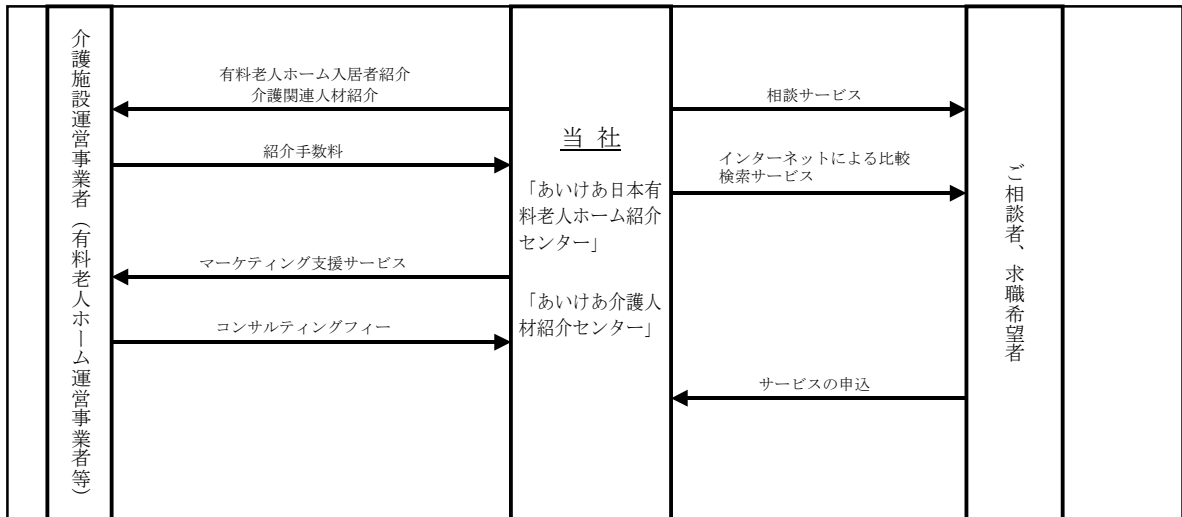 介護施設運営事業者（有料老人ホーム運営事業者等）
有料老人ホーム入居者紹介
介護関連人材紹介
紹介手数料
マーケティング支援サービス
コンサルティングフィー
当 社
「あいけあ日本有
料老人ホーム紹介
センター」
「あいけあ介護人
材紹介センター」
相談サービス
インターネットによる比較
検索サービス
サービスの申込
ご相談者、求職希望者